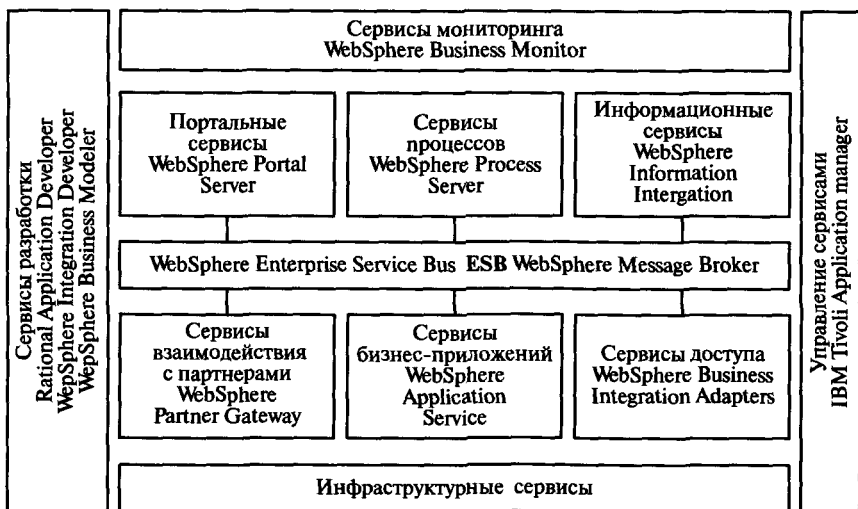 Сервисы разработки
Rational Application Developer
WepSphere Integration Developer
WepSphere Business Modeler
Сервисы мониторинга
WebSphere Business Monitor
Портальные
сервисы
WebSphere Portal
Server
Сервисы
процессов
WebSphere Process
Server
Информационные
сервисы
WebSphere
Information
Intergation
WebSphere Enterprise Service Bus ESB WebSphere Message Broker
Сервисы
взаимодействия
с партнерами
WebSphere
Partner Gateway
Сервисы
бизнес-приложений
WebSphere
Application
Service
Сервисы доступа
WebSphere Business
Integration Adapters
Инфраструктурные сервисы
Управление сервисами
IBM Tivoli Application manager